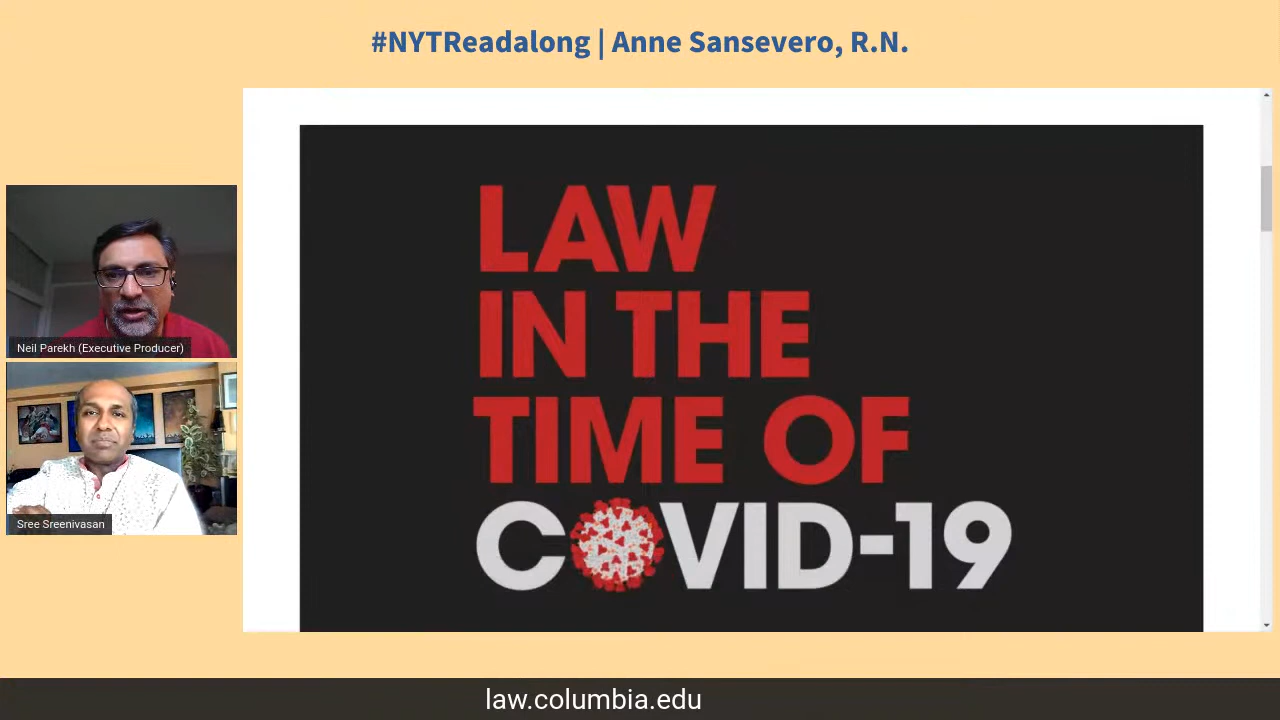 #NYTReadalong | Anne Sansevero, R.N.
Neil Parekh (Executive Producer)
Sree Sreenivasan
LAW
IN THE
TIME OF
COVID-19
law.columbia.edu